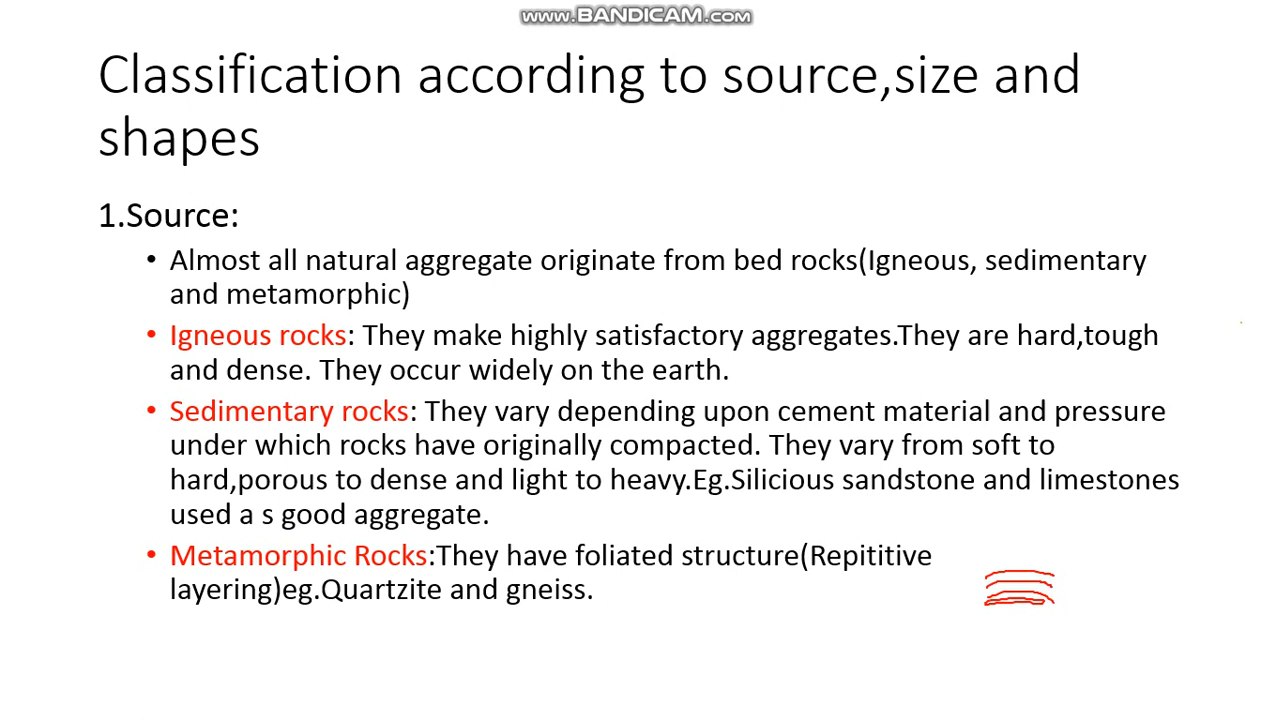 www.BANDICAM.com
Classification according to source,size and
shapes
1.Source:
• Almost all natural aggregate originate from bed rocks(Igneous, sedimentary
and metamorphic)
• Igneous rocks: They make highly satisfactory aggregates.They are hard,tough
and dense. They occur widely on the earth.
• Sedimentary rocks: They vary depending upon cement material and pressure
under which rocks have originally compacted. They vary from soft to
hard,porous to dense and light to heavy.Eg.Silicious sandstone and limestones
used a s good aggregate.
• Metamorphic Rocks:They have foliated structure(Repititive
layering)eg.Quartzite and gneiss.